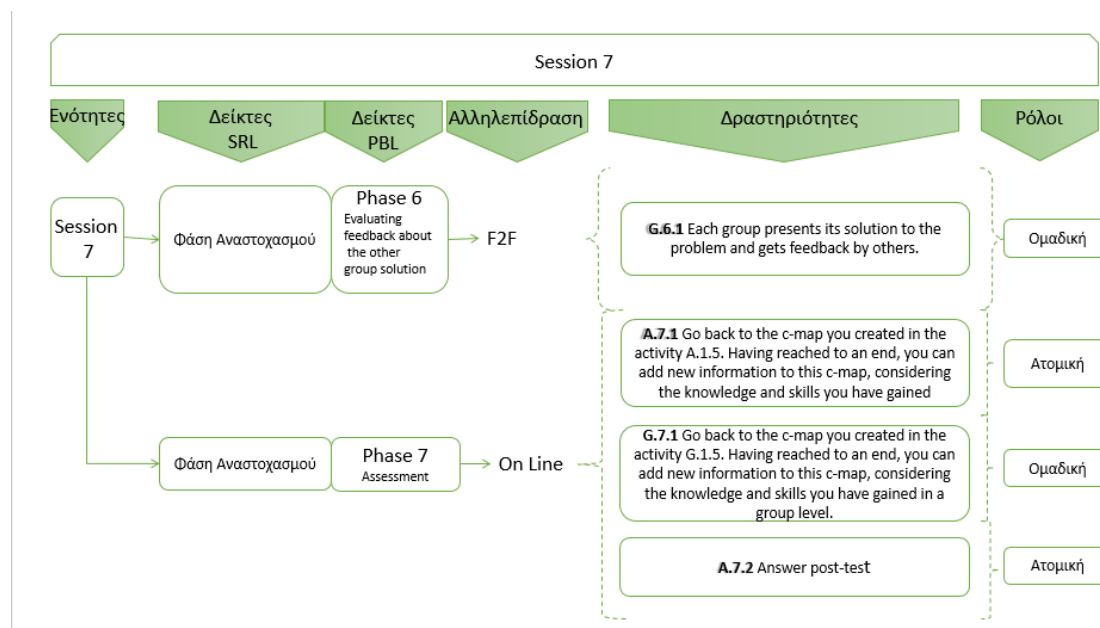 Session 7
Ενότητες
Δείκτες
SRL
Δείκτες
PBL
Αλληλεπίδραση
Δραστηριότητες
Ρόλοι
Session
7
Φάση Αναστοχασμού
Phase 6
Evaluating
feedback about
the other
group solution
F2F
G.6.1 Each group presents its solution to the
problem and gets feedback by others.
Ομαδική
A.7.1 Go back to the c-map you created in the
activity A.1.5. Having reached to an end, you can
add new information to this c-map, considering
the knowledge and skills you have gained
Ατομική
Φάση Αναστοχασμού
Phase 7
Assessment
On Line
G.7.1 Go back to the c-map you created in the
activity G.1.5. Having reached to an end, you can
add new information to this c-map, considering
the knowledge and skills you have gained in a
group level.
Ομαδική
A.7.2 Answer post-test
Ατομική